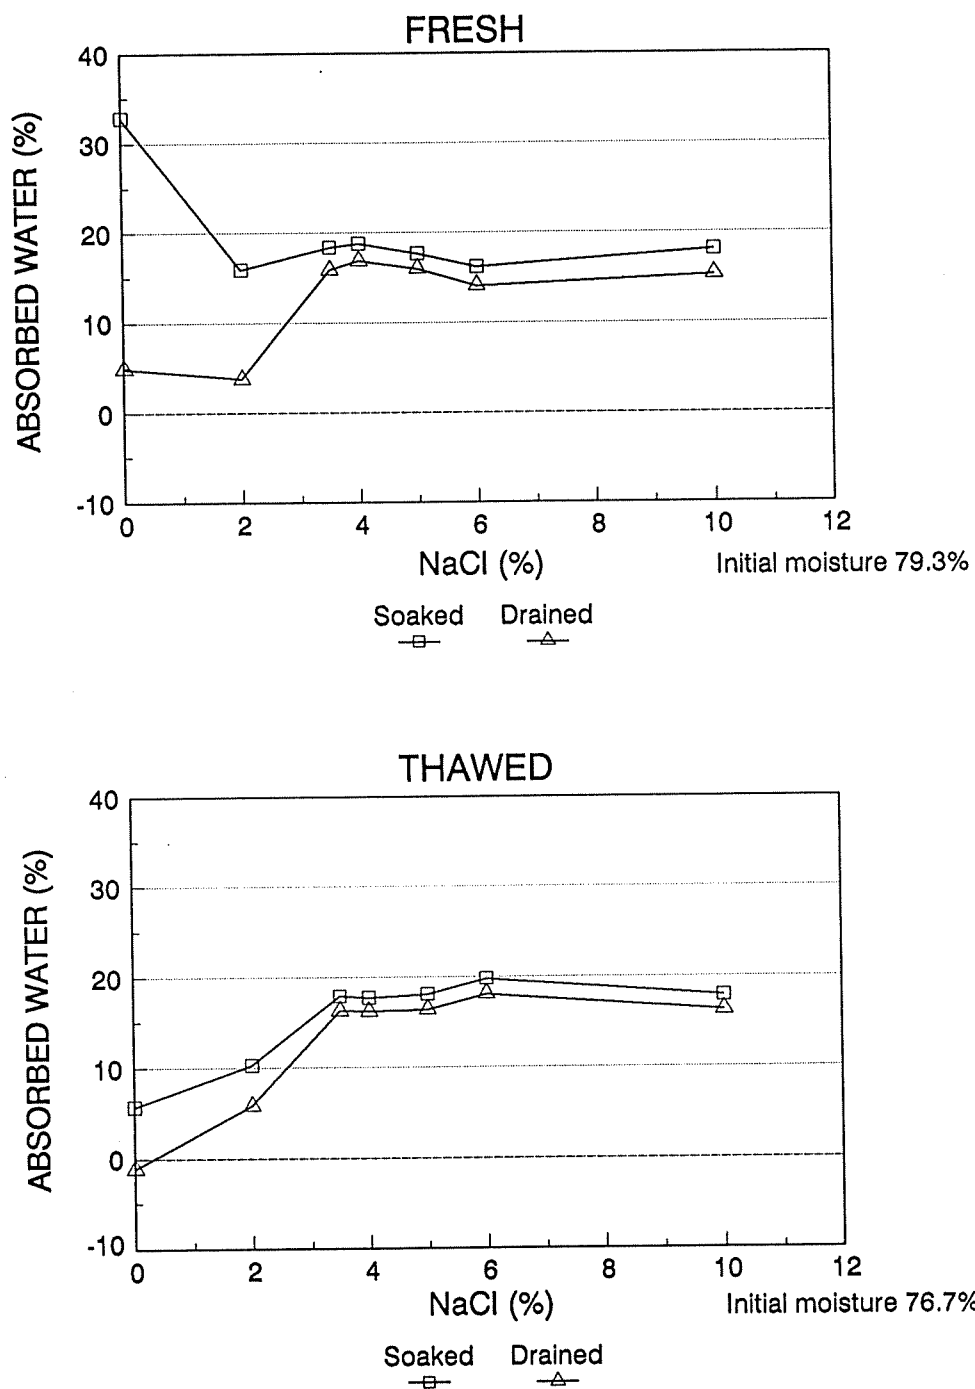 FRESH
40
30
20
10
0
-10
ABSORBED WATER (%)
0 2 4 6 8 10 12
NaCl (%)
Initial moisture 79.3%
Soaked Drained
THAWED
40
30
20
10
0
-10
ABSORBED WATER (%)
0 2 4 6 8 10 12
NaCl (%)
Initial moisture 76.7%
Soaked Drained